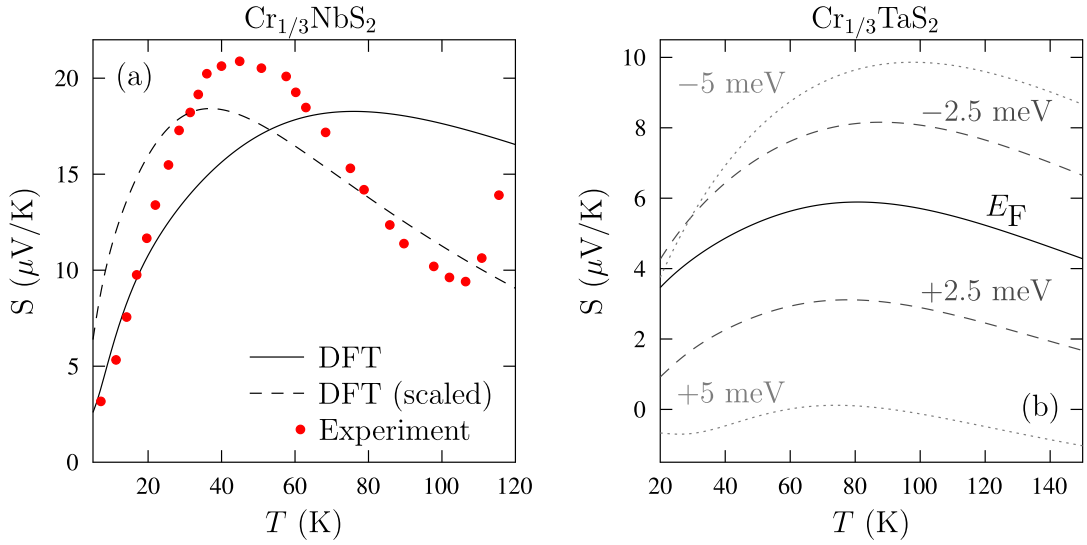 Cr1/3NbS2
(a)
S (μV/K)
20
15
10
5
0
DFT
DFT (scaled)
Experiment
20 40 60 80 100 120
T (K)
Cr1/3TaS2
S (μV/K)
10
8
6
4
2
0
−5 meV
−2.5 meV
EF
+2.5 meV
+5 meV
(b)
20 40 60 80 100 120 140
T (K)